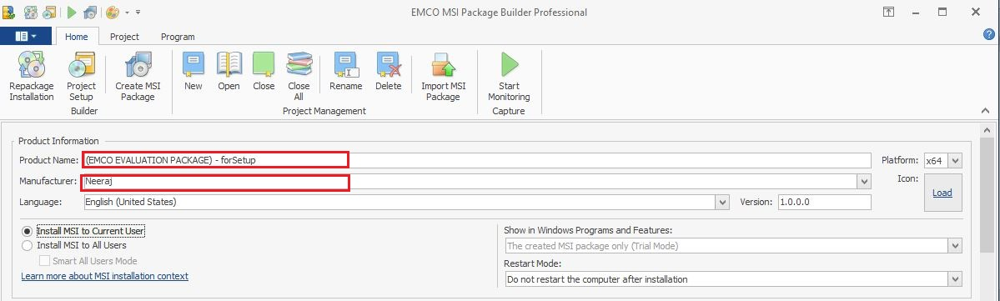 EMCO MSI Package Builder Professional
Home Project Program
Repackage Installation
Project Setup
Create MSI Package
Builder
New
Open
Close
Close All
Rename
Delete
Import MSI Package
Project Management
Start Monitoring
Capture
Product Information
Product Name: (EMCO EVALUATION PACKAGE) - forSetup Platform: x64
Manufacturer: Neeraj Icon: Load
Language: English (United States) Version: 1.0.0.0
Install MSI to Current User
Install MSI to All Users
Smart All Users Mode
Learn more about MSI installation context
Show in Windows Programs and Features:
The created MSI package only (Trial Mode)
Restart Mode:
Do not restart the computer after installation